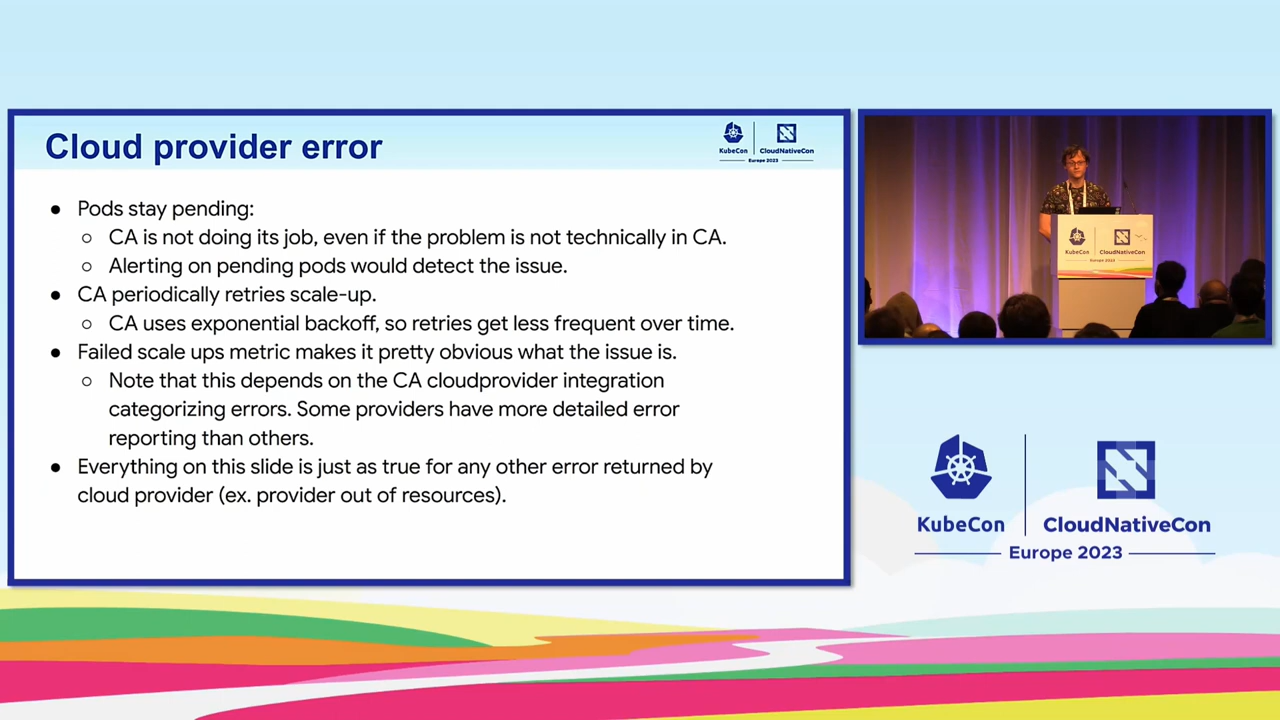 Cloud provider error
KubeCon
CloudNativeCon
Europe 2023
● Pods stay pending:
○ CA is not doing its job, even if the problem is not technically in CA.
○ Alerting on pending pods would detect the issue.
● CA periodically retries scale-up.
○ CA uses exponential backoff, so retries get less frequent over time.
● Failed scale ups metric makes it pretty obvious what the issue is.
○ Note that this depends on the CA cloudprovider integration
categorizing errors. Some providers have more detailed error
reporting than others.
● Everything on this slide is just as true for any other error returned by
cloud provider (ex. provider out of resources).
KubeCon
CloudNativeCon
Europe 2023
KubeCon
CloudNativeCon
Europe 2023